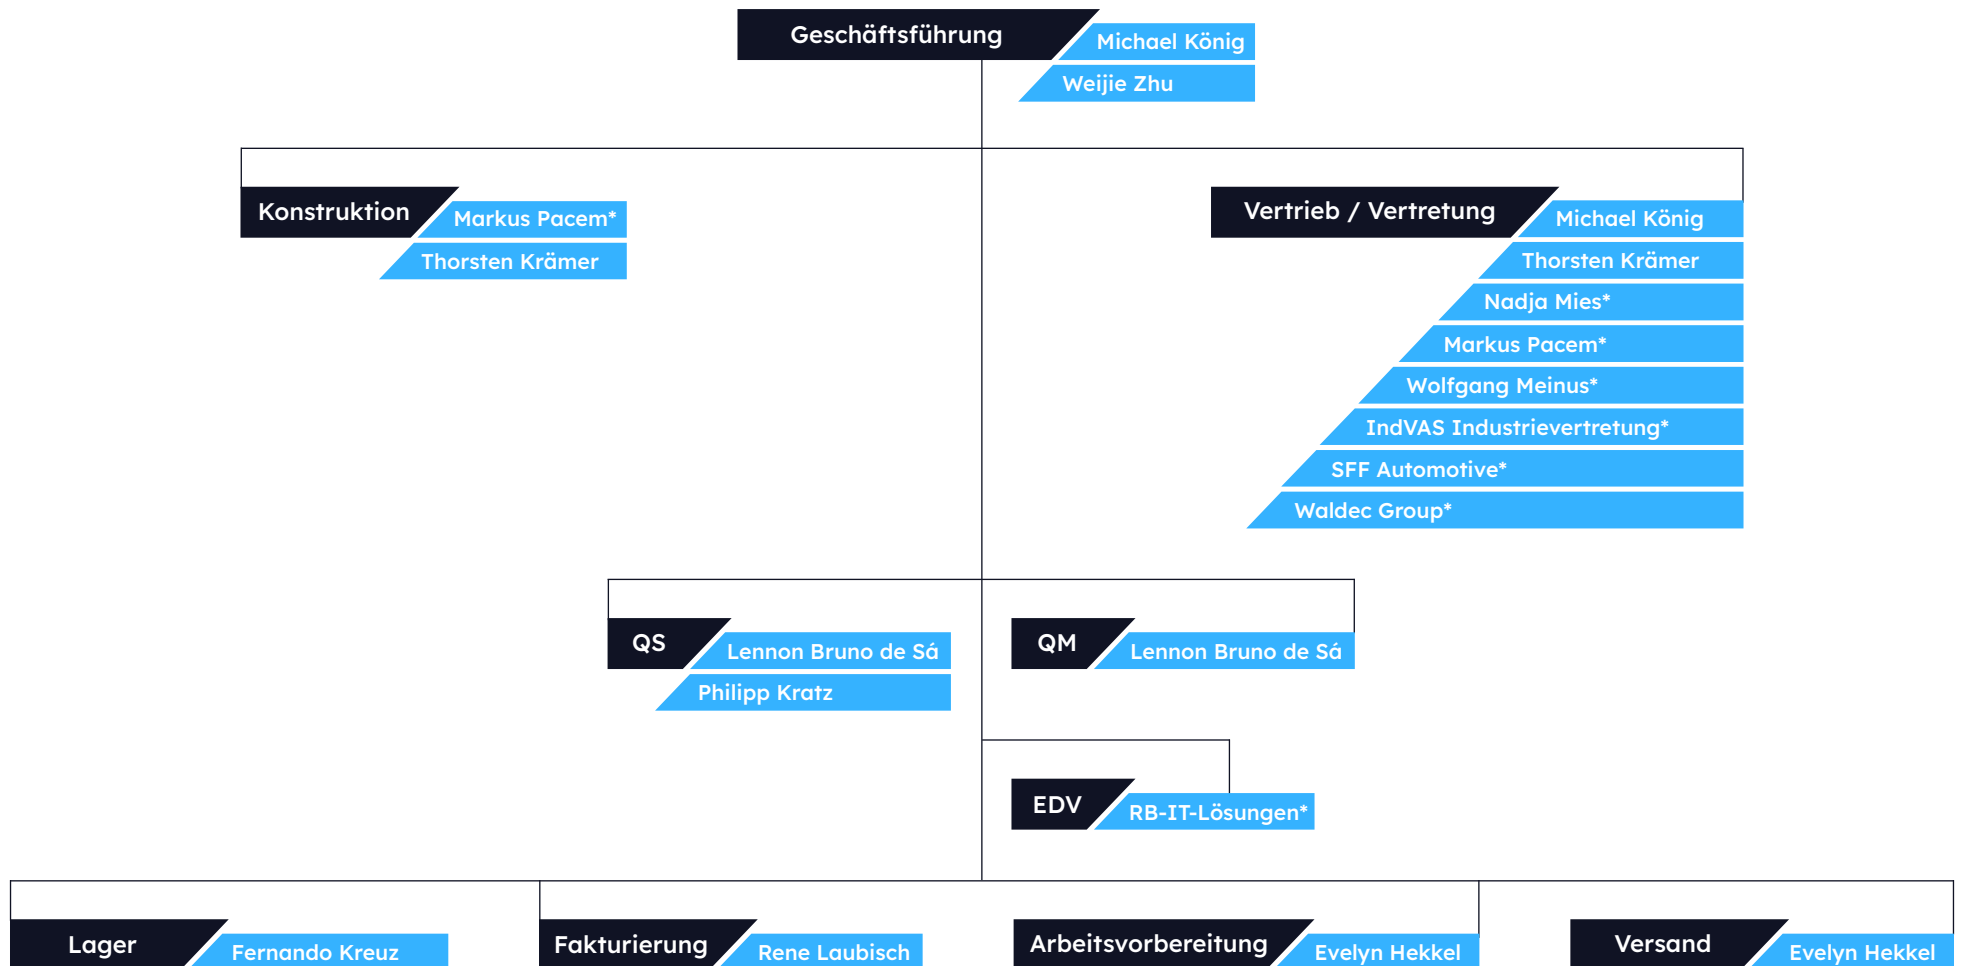 Geschäftsführung
Michael König
Weijie Zhu
Konstruktion
Markus Pacem*
Thorsten Krämer
Vertrieb / Vertretung
Michael König
Thorsten Krämer
Nadja Mies*
Markus Pacem*
Wolfgang Meinus*
IndVAS Industrievertretung*
SFF Automotive*
Waldec Group*
QS
Lennon Bruno de Sá
Philipp Kratz
QM
Lennon Bruno de Sá
EDV
RB-IT-Lösungen*
Lager
Fernando Kreuz
Fakturierung
Rene Laubisch
Arbeitsvorbereitung
Evelyn Hekkel
Versand
Evelyn Hekkel